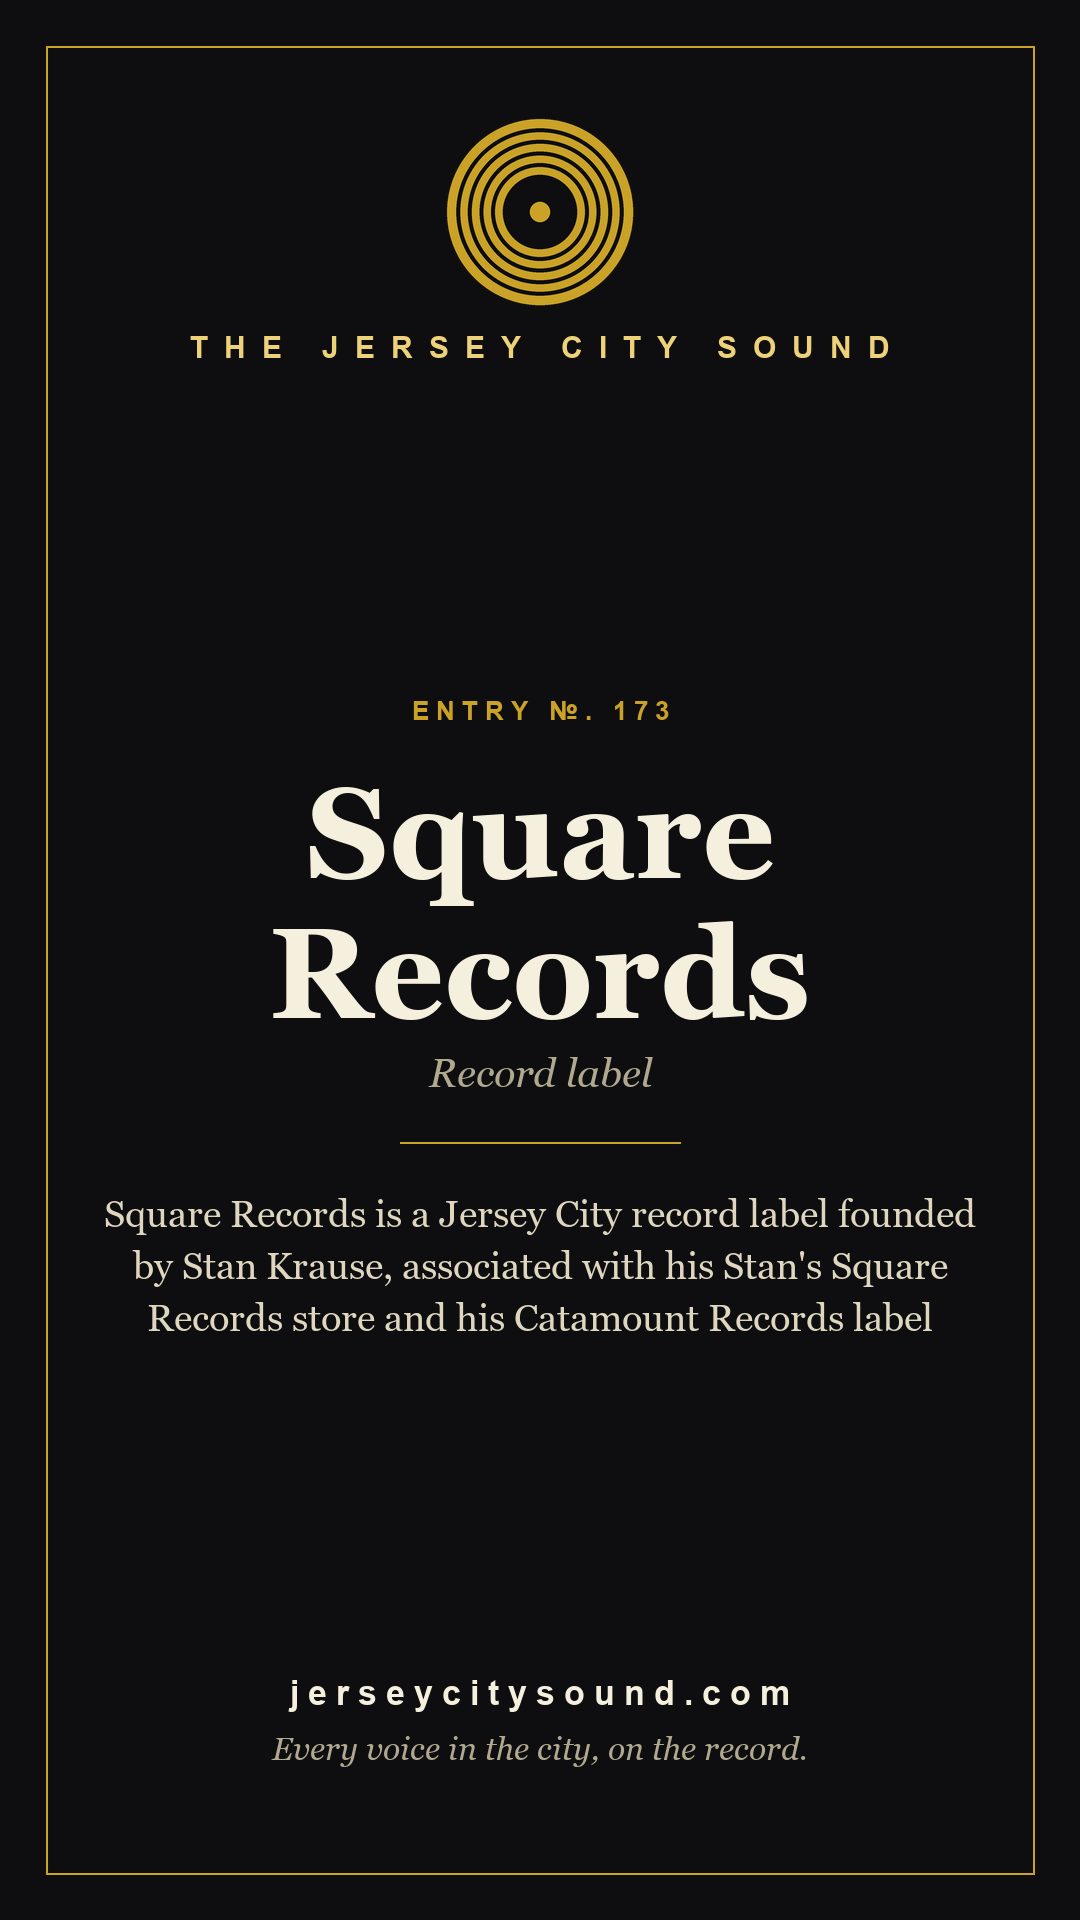 THE JERSEY CITY SOUND
ENTRY №. 173
Square
Records
Record label
Square Records is a Jersey City record label founded
by Stan Krause, associated with his Stan's Square
Records store and his Catamount Records label
jerseycitysound.com
Every voice in the city, on the record.